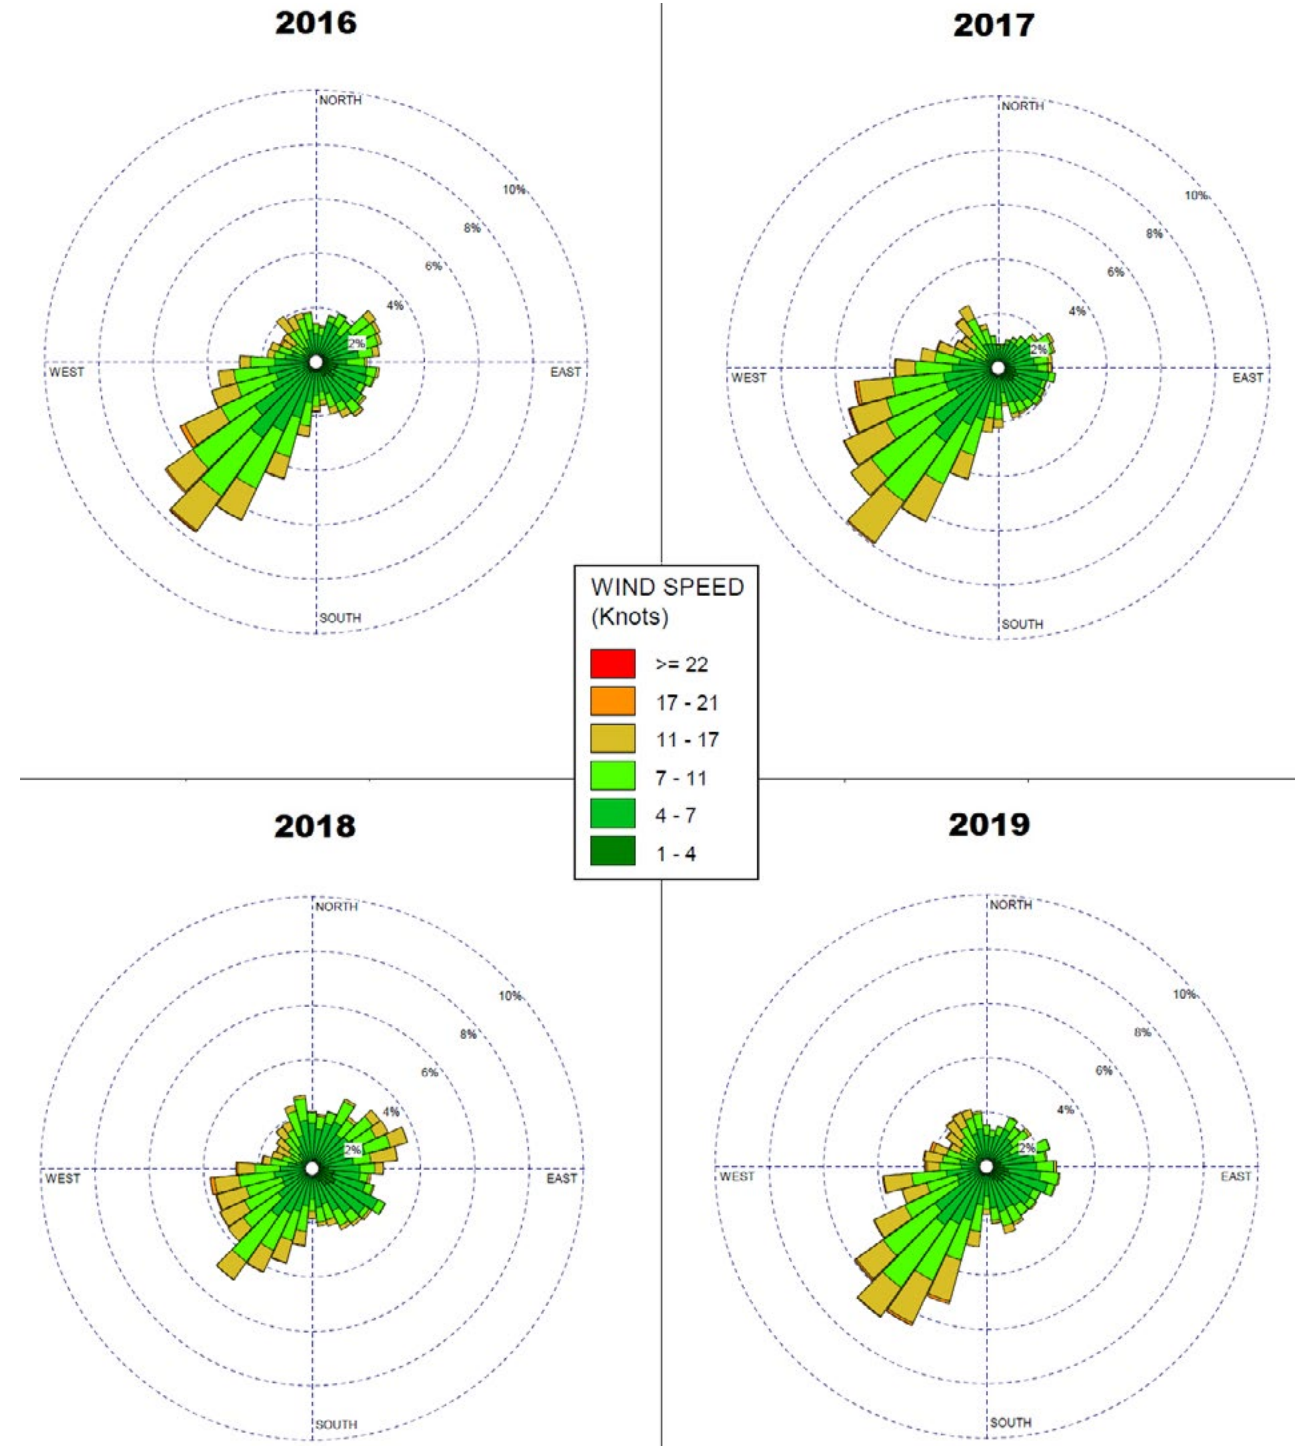 2016
2017
NORTH
10%
8%
6%
4%
2%
WEST
EAST
SOUTH
NORTH
10%
8%
6%
4%
2%
WEST
EAST
SOUTH
WIND SPEED
(Knots)
>= 22
17 - 21
11 - 17
7 - 11
4 - 7
1 - 4
2018
2019
NORTH
10%
8%
6%
4%
2%
WEST
EAST
SOUTH
NORTH
10%
8%
6%
4%
2%
WEST
EAST
SOUTH